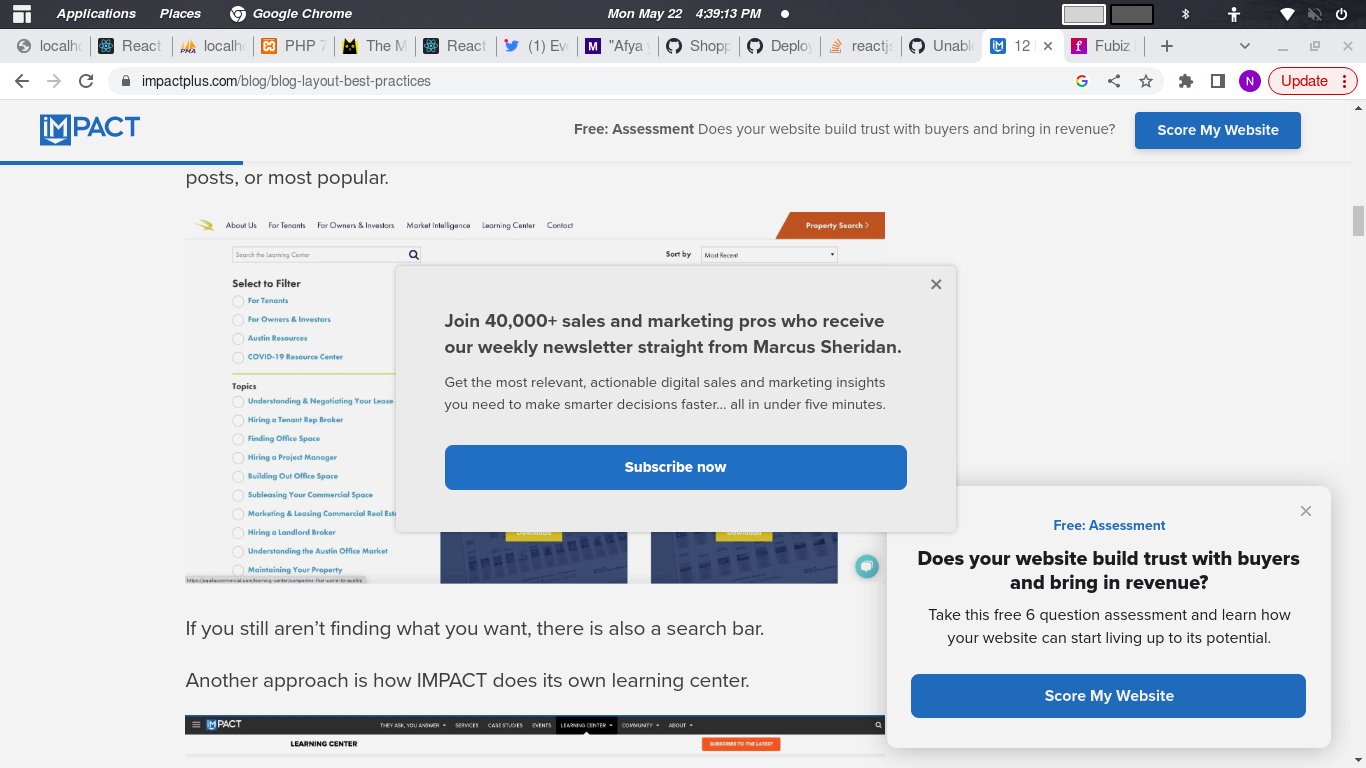 Applications Places Google Chrome Mon May 22 4:39:13 PM
localh React localh PHP 7 The M React (1) Eve "Afya y Shopp Deploy reactjs Unabl 12 Fubiz
impactplus.com/blog/blog-layout-best-practices N Update
iMPACT Free: Assessment Does your website build trust with buyers and bring in revenue? Score My Website
posts, or most popular.
About Us For Tenants For Owners & Investors Market Intelligence Learning Center Contact Property Search
Search the Learning Center Sort by Most Recent
Select to Filter
For Tenants
For Owners & Investors
Austin Resources
COVID-19 Resource Center
Topics
Understanding & Negotiating Your Lease
Hiring a Tenant Rep Broker
Finding Office Space
Hiring a Project Manager
Building Out Office Space
Subleasing Your Commercial Space
Marketing & Leasing Commercial Real Est
Hiring a Landlord Broker
Understanding the Austin Office Market
Maintaining Your Property
Download Download
Join 40,000+ sales and marketing pros who receive
our weekly newsletter straight from Marcus Sheridan.
Get the most relevant, actionable digital sales and marketing insights
you need to make smarter decisions faster... all in under five minutes.
Subscribe now
Free: Assessment
Does your website build trust with buyers
and bring in revenue?
Take this free 6 question assessment and learn how
your website can start living up to its potential.
Score My Website
If you still aren’t finding what you want, there is also a search bar.
Another approach is how IMPACT does its own learning center.
iMPACT THEY ASK, YOU ANSWER SERVICES CASE STUDIES EVENTS LEARNING CENTER COMMUNITY ABOUT
LEARNING CENTER SUBSCRIBE TO THE LATEST